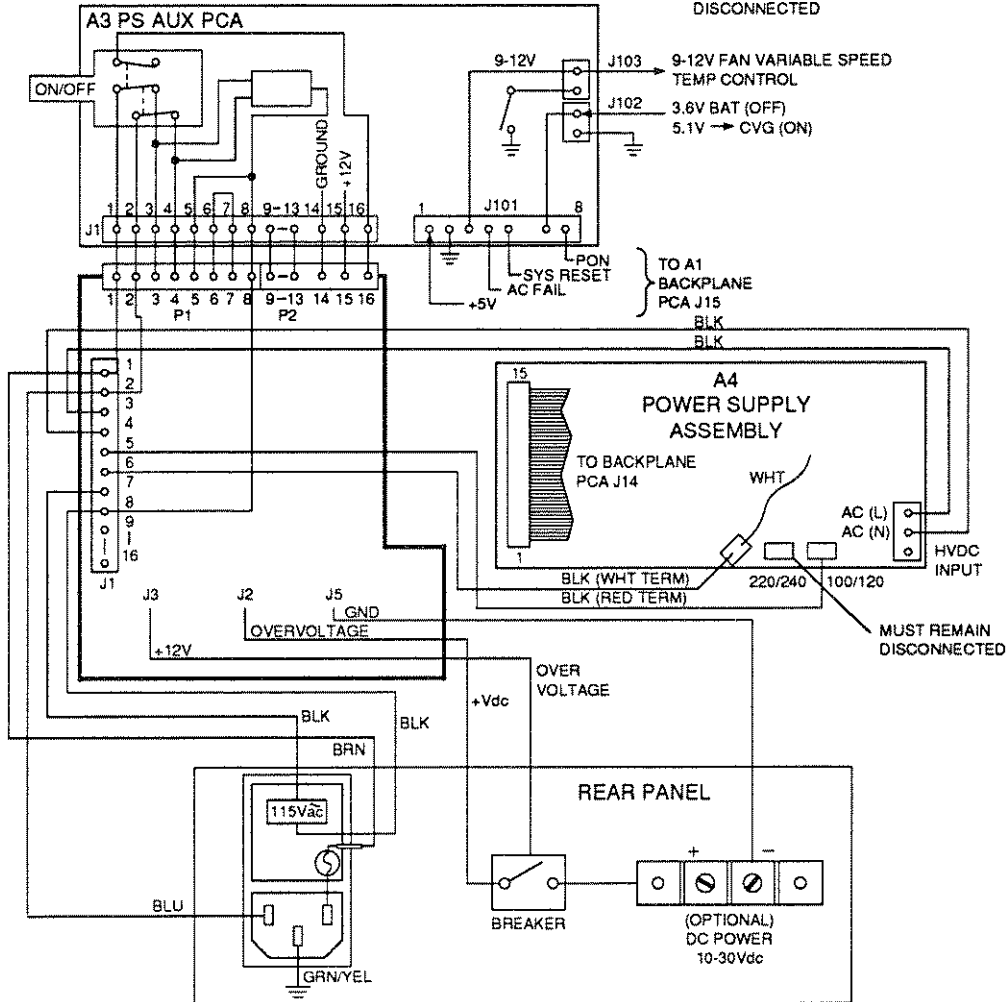 DISCONNECTED
A3 PS AUX PCA
ON/OFF
9-12V
J103
9-12V FAN VARIABLE SPEED
TEMP CONTROL
J102
3.6V BAT (OFF)
5.1V → CVG (ON)
GROUND
+12V
1 2 3 4 5 6 7 8 9-13 14 15 16
J1
1 J101 8
PON
SYS RESET
AC FAIL
+5V
TO A1
BACKPLANE
PCA J15
1 2 3 4 5 6 7 8 9-13 14 15 16
P1 P2
BLK
BLK
1
2
3
4
5
6
7
8
9
16
J1
15
1
A4
POWER SUPPLY
ASSEMBLY
TO BACKPLANE
PCA J14
WHT
AC (L)
AC (N)
HVDC
INPUT
BLK (WHT TERM)
BLK (RED TERM)
220/240
100/120
MUST REMAIN
DISCONNECTED
J3 J2 J5
GND
OVERVOLTAGE
+12V
OVER
VOLTAGE
+Vdc
BLK
BLK
BRN
REAR PANEL
115Vac
+ −
BREAKER
(OPTIONAL)
DC POWER
10-30Vdc
BLU
GRN/YEL